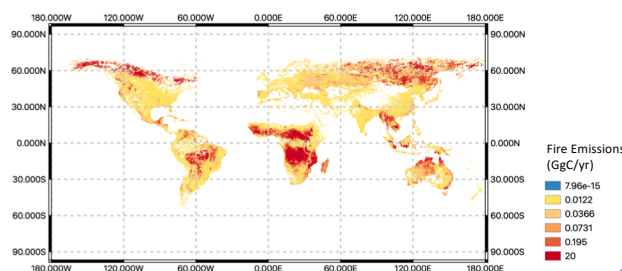 180.000W 120.000W 60.000W 0.000E 60.000E 120.000E 180.000E
90.000N 90.000N
60.000N 60.000N
30.000N 30.000N
0.000N 0.000N
30.000S 30.000S
60.000S 60.000S
90.000S 90.000S
180.000W 120.000W 60.000W 0.000E 60.000E 120.000E 180.000E
Fire Emissions
(GgC/yr)
7.96e-15
0.0122
0.0366
0.0731
0.195
20